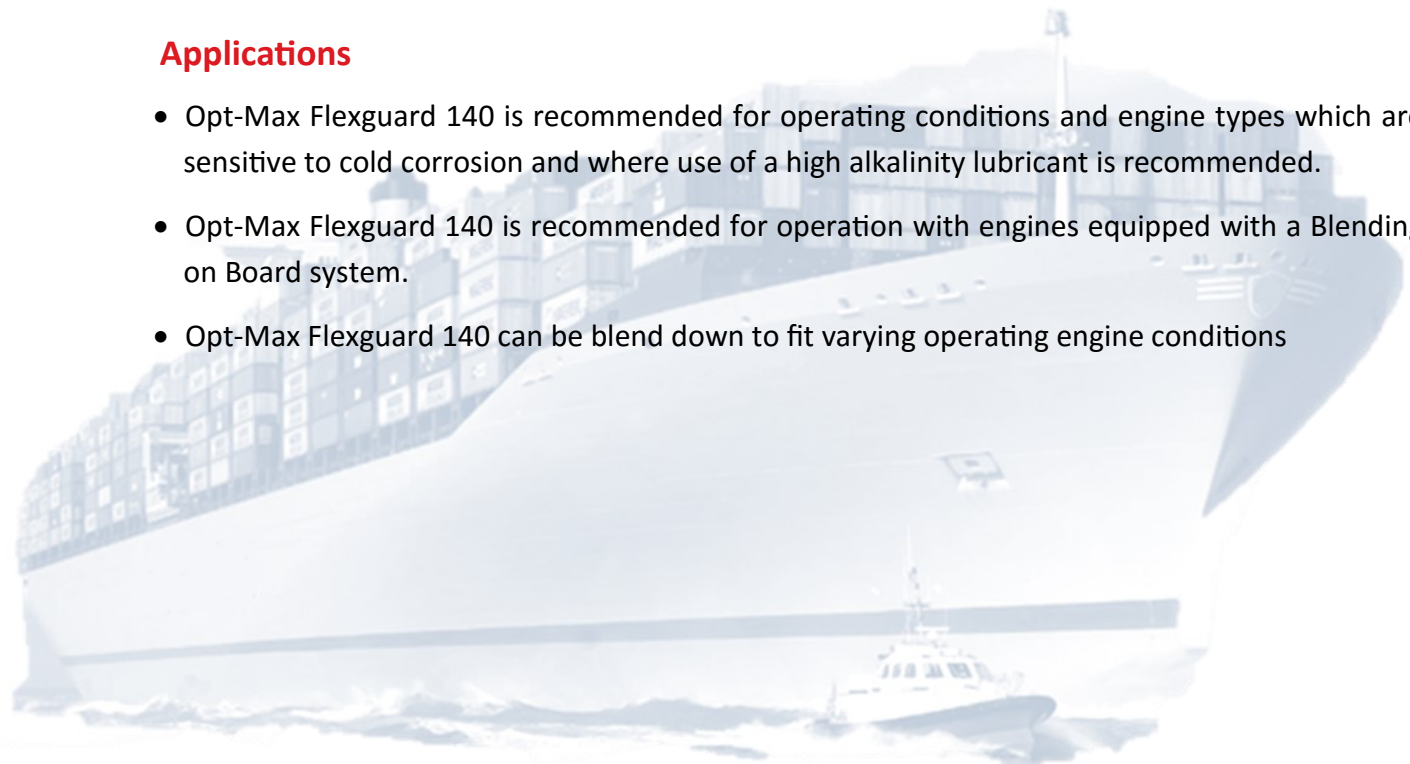 Applications
• Opt-Max Flexguard 140 is recommended for operating conditions and engine types which are
sensitive to cold corrosion and where use of a high alkalinity lubricant is recommended.
• Opt-Max Flexguard 140 is recommended for operation with engines equipped with a Blending
on Board system.
• Opt-Max Flexguard 140 can be blend down to fit varying operating engine conditions